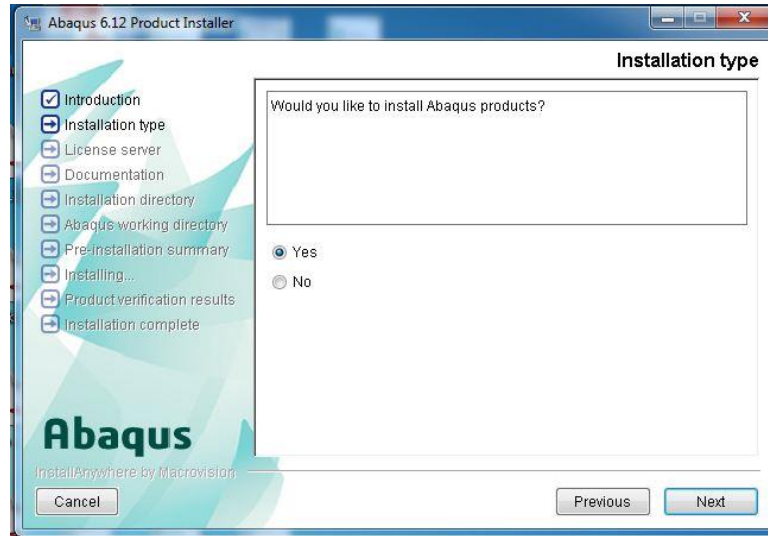 Abaqus 6.12 Product Installer
Installation type
Introduction
Installation type
License server
Documentation
Installation directory
Abaqus working directory
Pre-installation summary
Installing...
Product verification results
Installation complete
Would you like to install Abaqus products?
Yes
No
Abaqus
InstallAnywhere by Macrovision
Cancel
Previous
Next